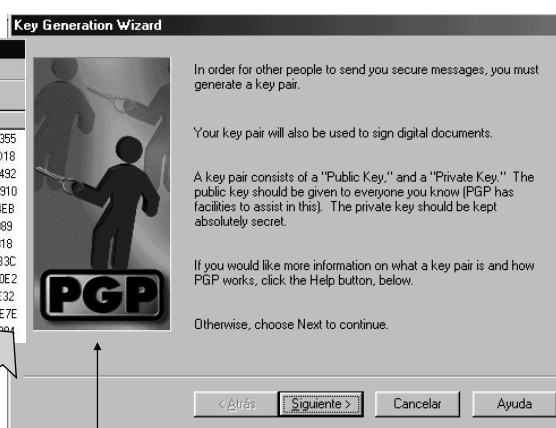 Key Generation Wizard
In order for other people to send you secure messages, you must
generate a key pair.
Your key pair will also be used to sign digital documents.
A key pair consists of a "Public Key," and a "Private Key." The
public key should be given to everyone you know (PGP has
facilities to assist in this). The private key should be kept
absolutely secret.
If you would like more information on what a key pair is and how
PGP works, click the Help button, below.
Otherwise, choose Next to continue.
PGP
< Atrás
Siguiente >
Cancelar
Ayuda
355
D18
492
910
4EB
389
318
33C
0E2
E32
E7E